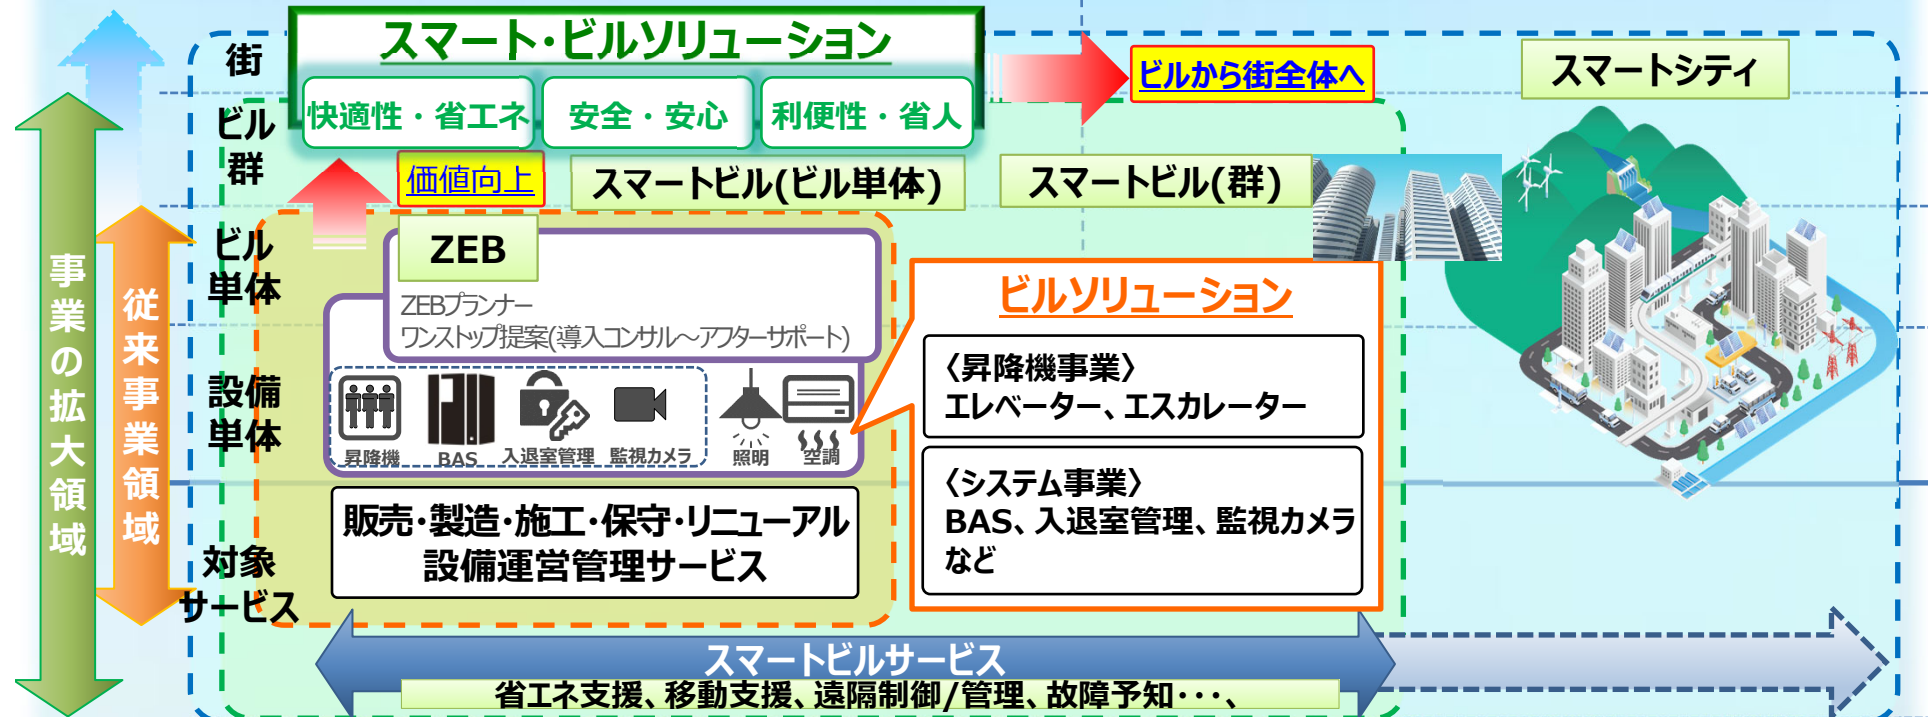 スマート・ビルソリューション
快適性・省エネ
安全・安心
利便性・省人
ビルから街全体へ
スマートシティ
街
ビル
群
ビル
単体
設備
単体
対象
サービス
事業の拡大領域
従来事業領域
価値向上
スマートビル(ビル単体)
スマートビル(群)
ZEB
ZEBプランナー
ワンストップ提案(導入コンサル～アフターサポート)
昇降機
BAS
入退室管理
監視カメラ
照明
空調
販売・製造・施工・保守・リニューアル
設備運営管理サービス
ビルソリューション
〈昇降機事業〉
エレベーター、エスカレーター
〈システム事業〉
BAS、入退室管理、監視カメラ
など
スマートビルサービス
省エネ支援、移動支援、遠隔制御/管理、故障予知・・・、